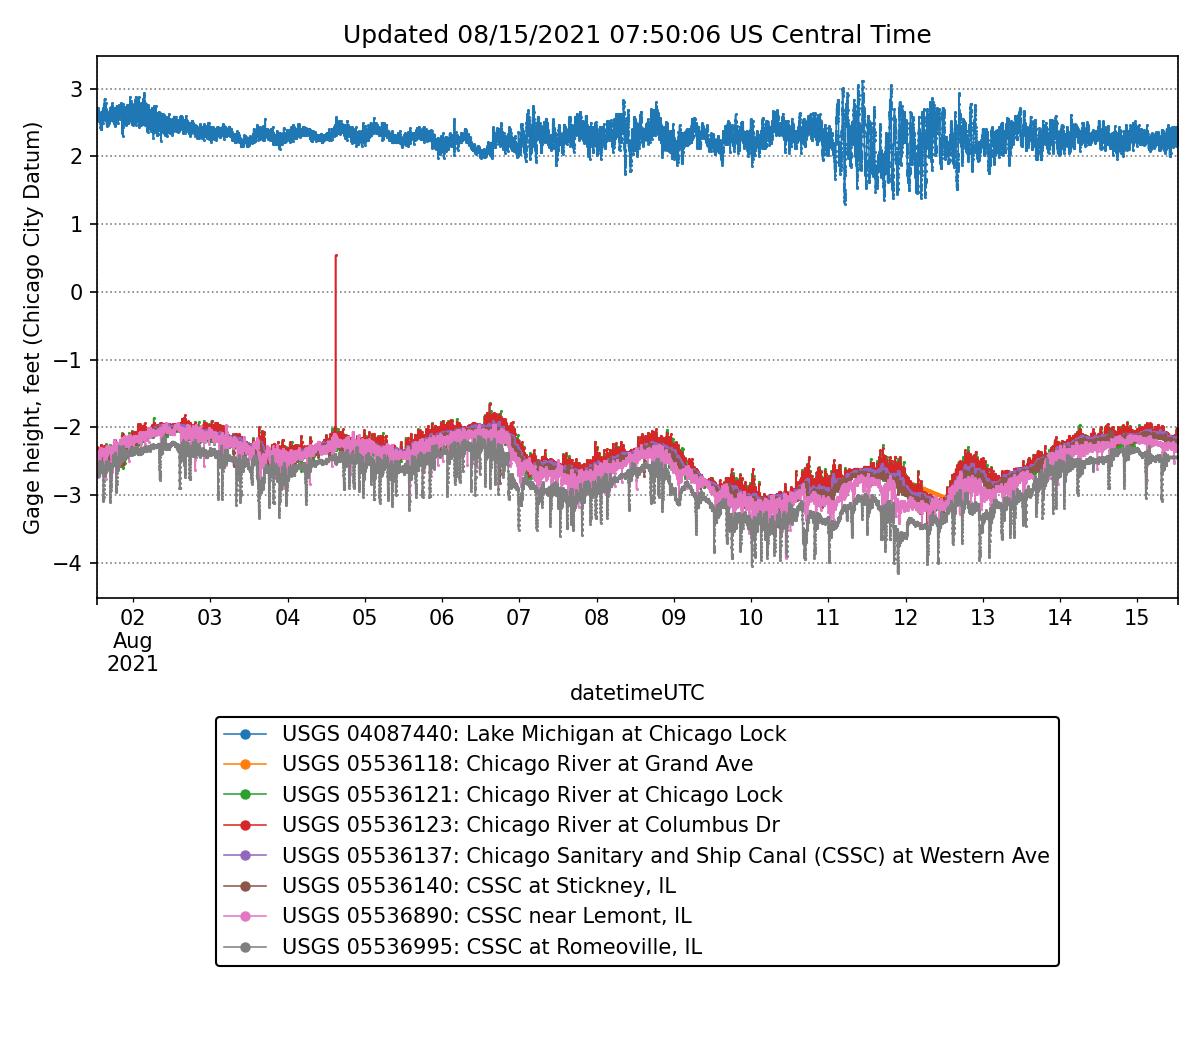 Updated 08/15/2021 07:50:06 US Central Time
Gage height, feet (Chicago City Datum)
3
2
1
0
−1
−2
−3
−4
02 03 04 05 06 07 08 09 10 11 12 13 14 15
Aug
2021
datetimeUTC
USGS 04087440: Lake Michigan at Chicago Lock
USGS 05536118: Chicago River at Grand Ave
USGS 05536121: Chicago River at Chicago Lock
USGS 05536123: Chicago River at Columbus Dr
USGS 05536137: Chicago Sanitary and Ship Canal (CSSC) at Western Ave
USGS 05536140: CSSC at Stickney, IL
USGS 05536890: CSSC near Lemont, IL
USGS 05536995: CSSC at Romeoville, IL